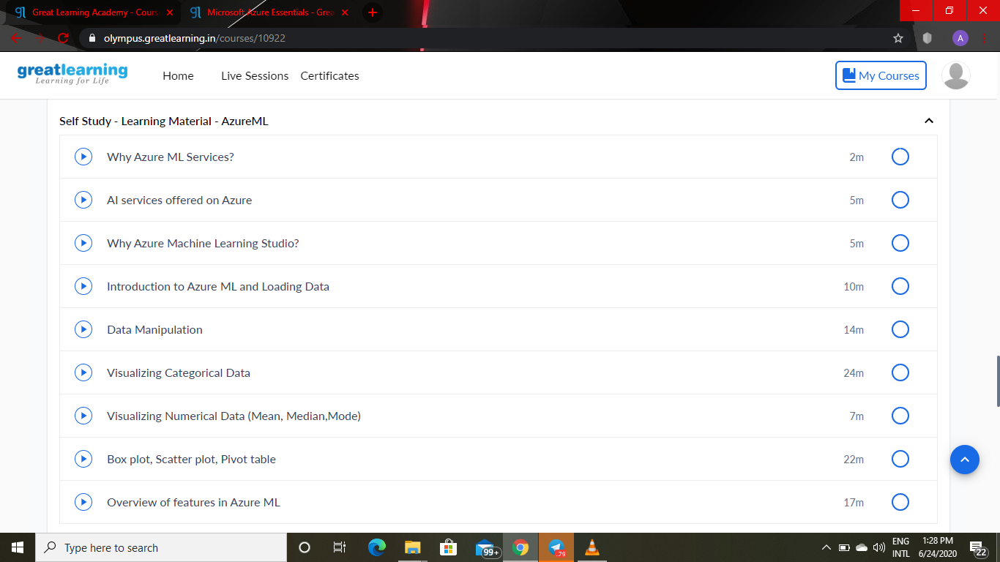 Great Learning Academy - Cours
Microsoft Azure Essentials - Grea
olympus.greatlearning.in/courses/10922
A
greatlearning
Learning for Life
Home
Live Sessions
Certificates
My Courses
Self Study - Learning Material - AzureML
Why Azure ML Services? 2m
AI services offered on Azure 5m
Why Azure Machine Learning Studio? 5m
Introduction to Azure ML and Loading Data 10m
Data Manipulation 14m
Visualizing Categorical Data 24m
Visualizing Numerical Data (Mean, Median,Mode) 7m
Box plot, Scatter plot, Pivot table 22m
Overview of features in Azure ML 17m
Type here to search
99+
..79
ENG
INTL
1:28 PM
6/24/2020
22